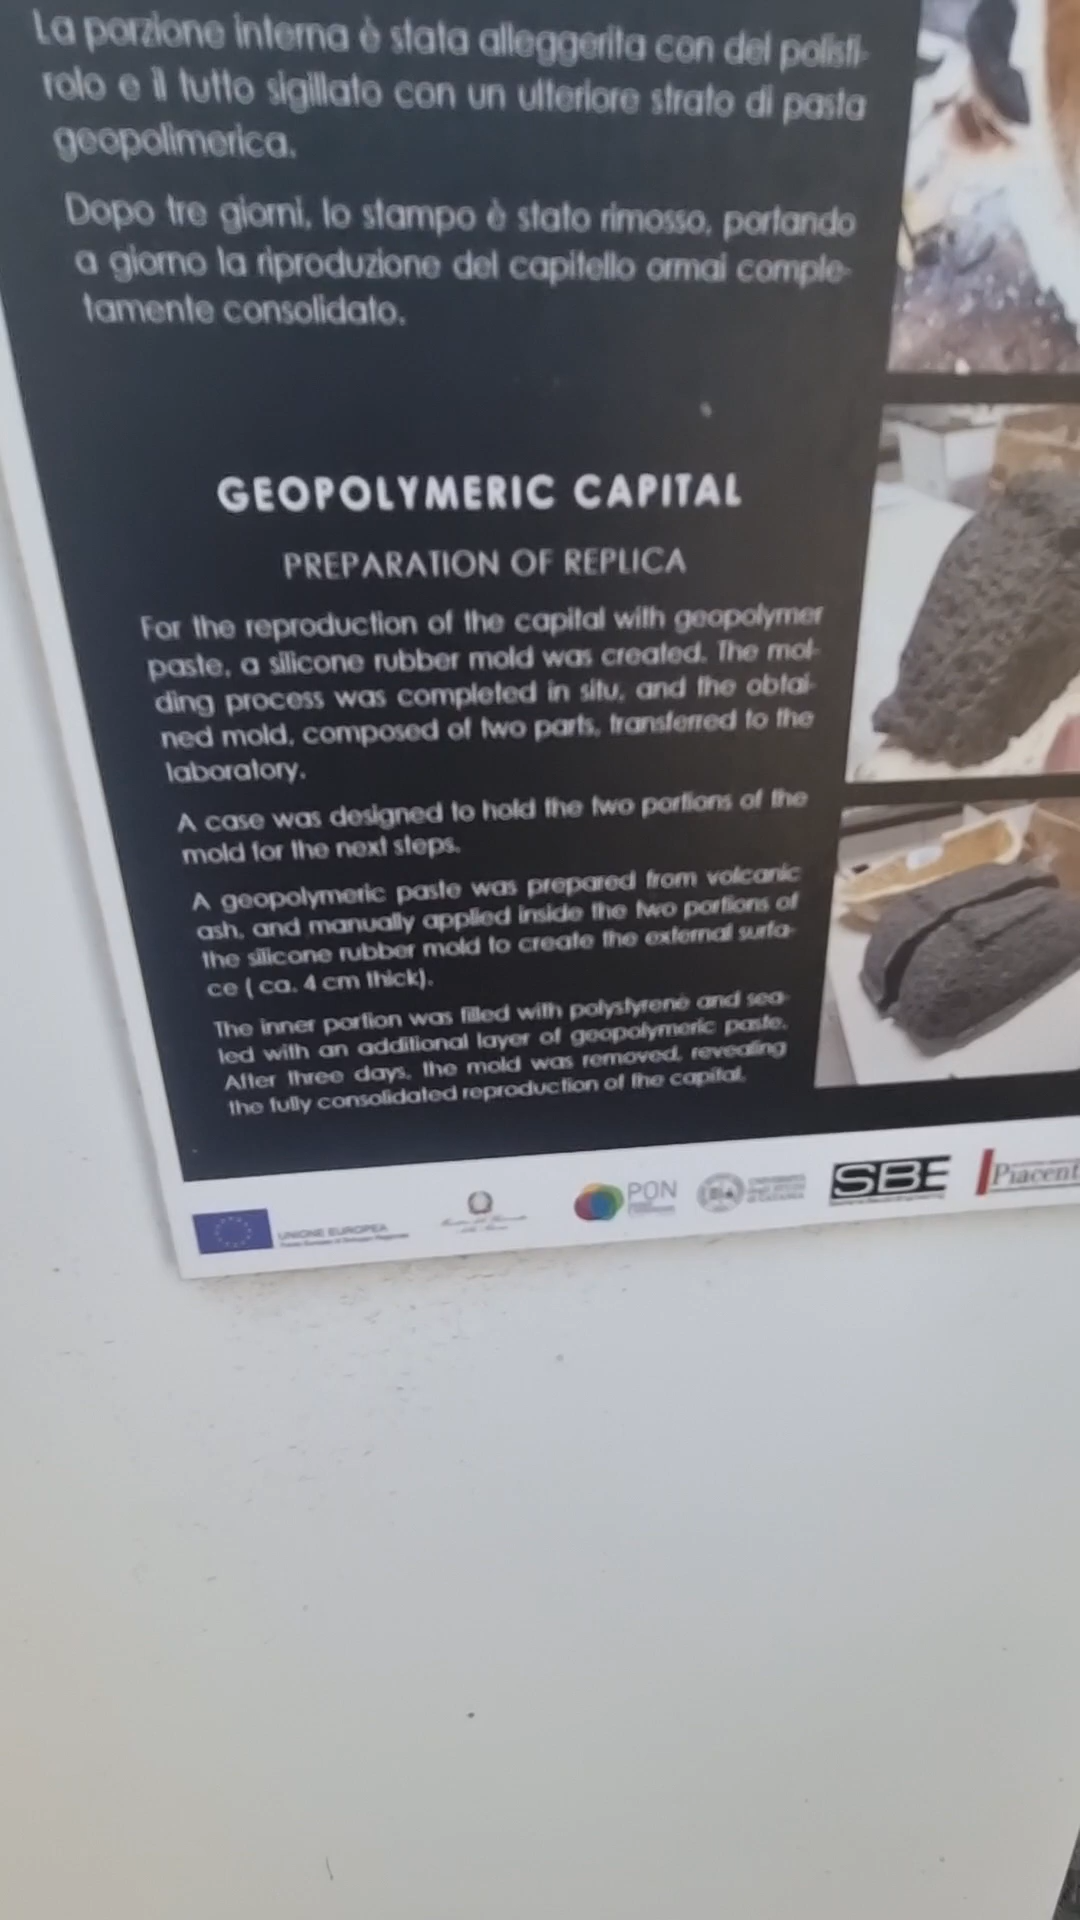 La porzione interna è stata alleggerita con del polisti-
rolo e il tutto sigillato con un ulteriore strato di pasta
geopolimerica.
Dopo tre giorni, lo stampo è stato rimosso, portando
a giorno la riproduzione del capitello ormai comple-
tamente consolidato.
GEOPOLYMERIC CAPITAL
PREPARATION OF REPLICA
For the reproduction of the capital with geopolymer
paste, a silicone rubber mold was created. The mol-
ding process was completed in situ, and the obtai-
ned mold, composed of two parts, transferred to the
laboratory.
A case was designed to hold the two portions of the
mold for the next steps.
A geopolymeric paste was prepared from volcanic
ash, and manually applied inside the two portions of
the silicone rubber mold to create the external surfa-
ce ( ca. 4 cm thick).
The inner portion was filled with polystyrene and sea-
led with an additional layer of geopolymeric paste.
After three days, the mold was removed, revealing
the fully consolidated reproduction of the capital.
UNIONE EUROPEA
PON
SBE
Piacent